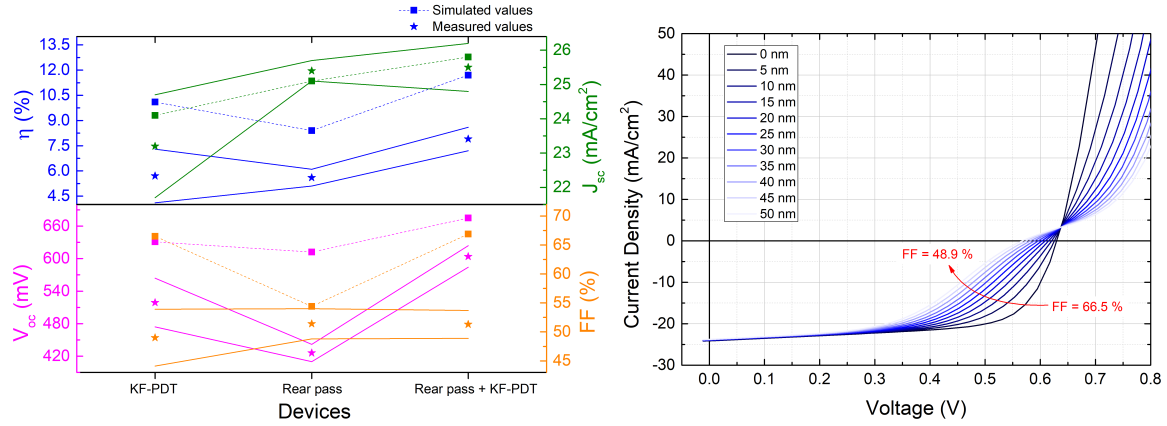 Simulated values
Measured values
13.5
12.0
10.5
9.0
7.5
6.0
4.5
η (%)
26
25
24
23
22
J_sc (mA/cm²)
660
600
540
480
420
V_oc (mV)
70
65
60
55
50
45
FF (%)
KF-PDT
Rear pass
Rear pass + KF-PDT
Devices
50
40
30
20
10
0
-10
-20
-30
Current Density (mA/cm²)
0 nm
5 nm
10 nm
15 nm
20 nm
25 nm
30 nm
35 nm
40 nm
45 nm
50 nm
FF = 48.9 %
FF = 66.5 %
0.0
0.1
0.2
0.3
0.4
0.5
0.6
0.7
0.8
Voltage (V)